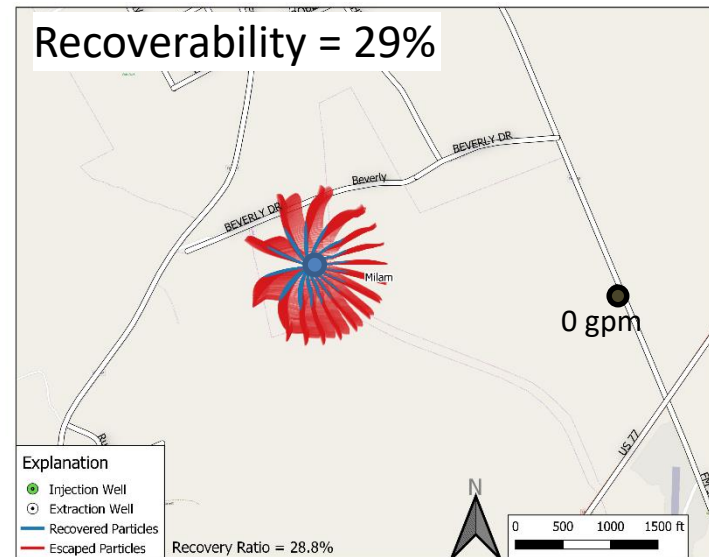 Recoverability = 29%
BEVERLY DR
Beverly
BEVERLY DR
Milam
0 gpm
US 77
Explanation
Injection Well
Extraction Well
Recovered Particles
Escaped Particles
Recovery Ratio = 28.8%
N
0 500 1000 1500 ft